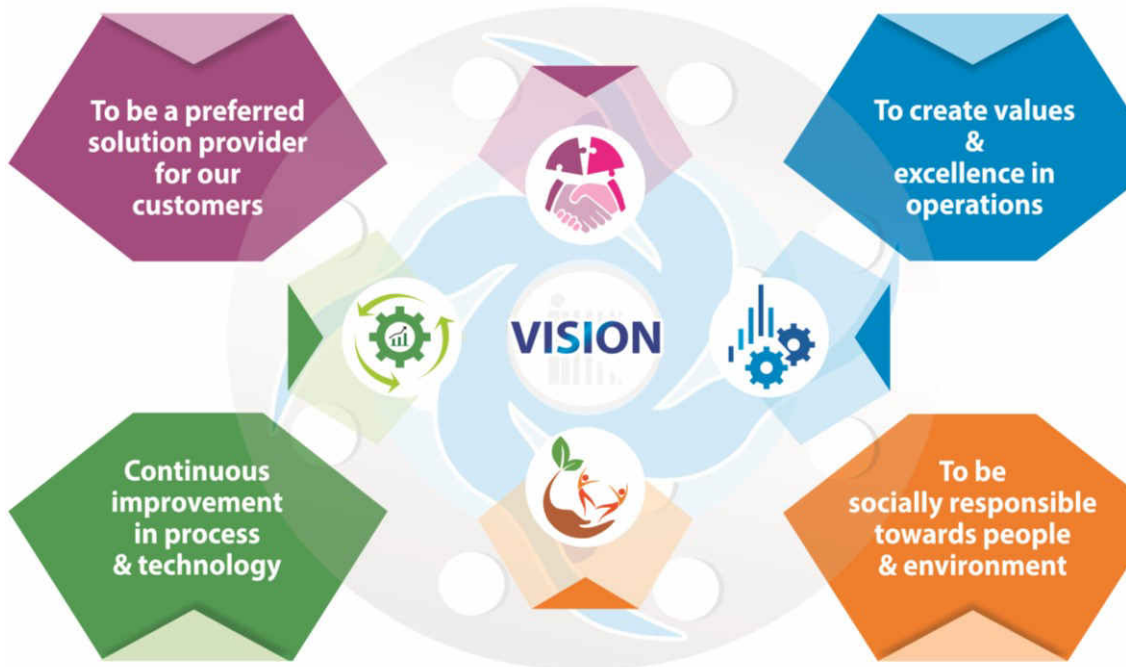 To be a preferred
solution provider
for our
customers
To create values
&
excellence in
operations
VISION
Continuous
improvement
in process
& technology
To be
socially responsible
towards people
& environment